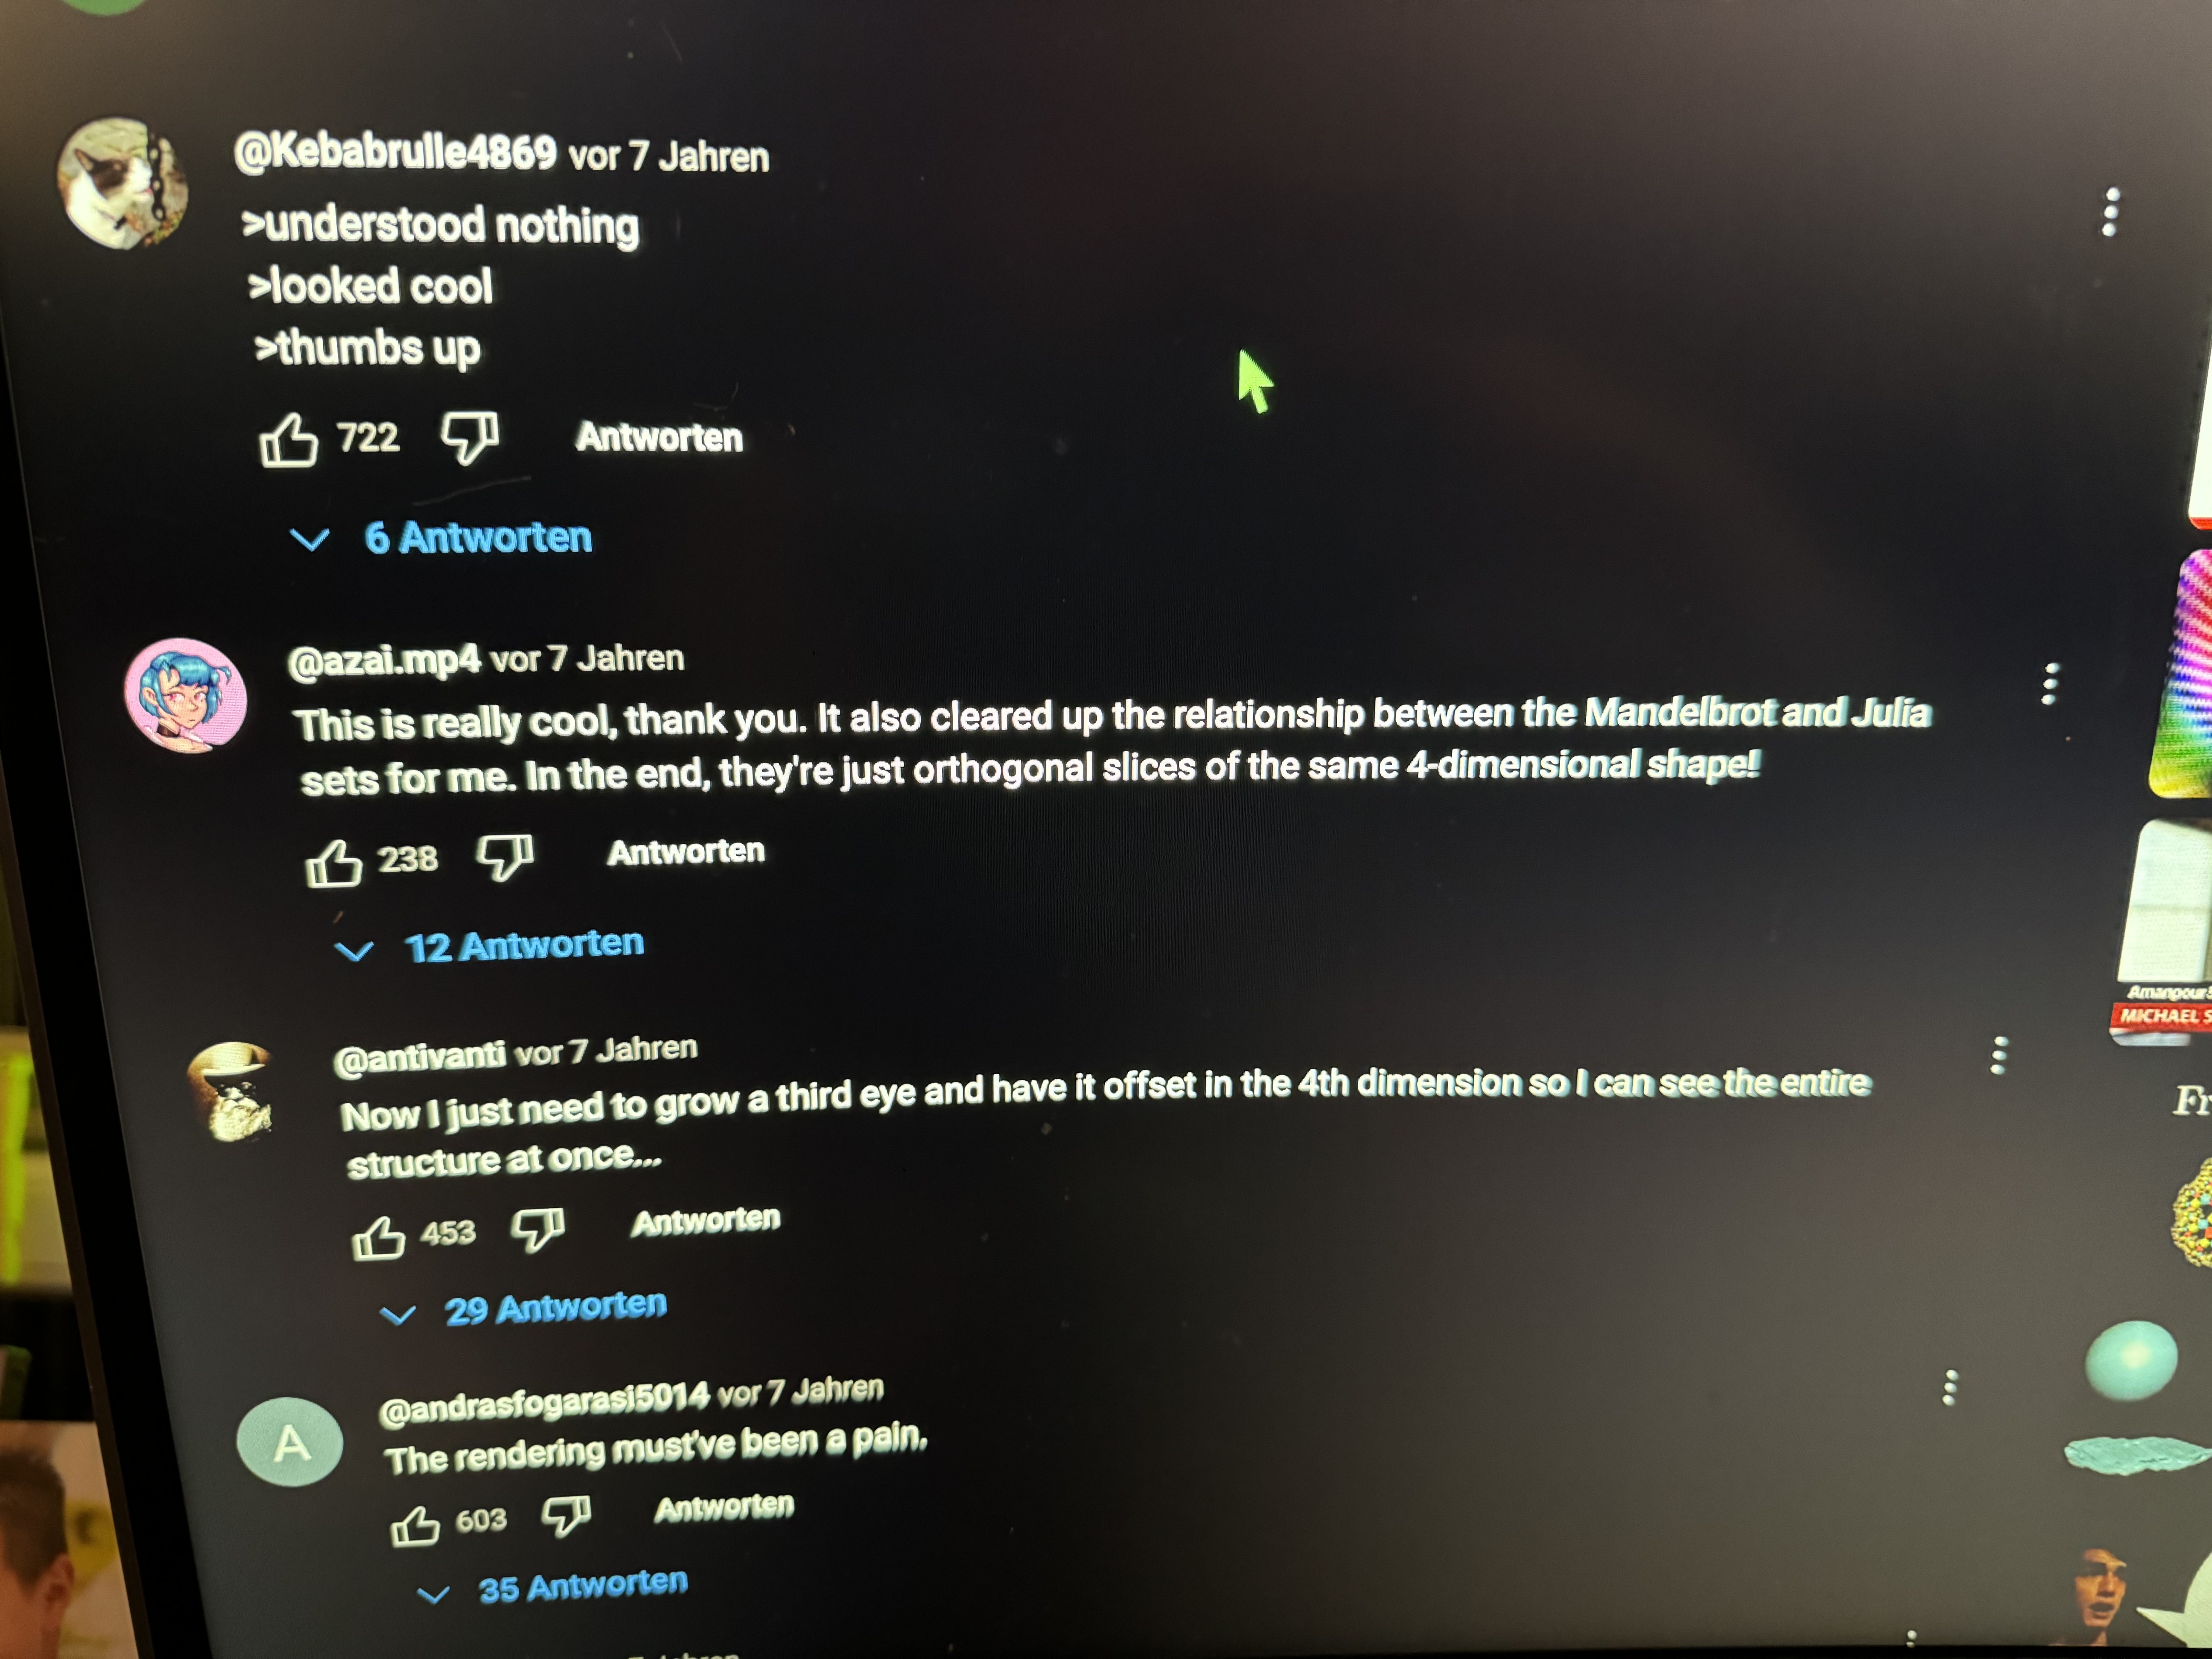 @Kebabrulle4869 vor 7 Jahren
>understood nothing
>looked cool
>thumbs up
722 Antworten
6 Antworten
@azai.mp4 vor 7 Jahren
This is really cool, thank you. It also cleared up the relationship between the Mandelbrot and Julia
sets for me. In the end, they're just orthogonal slices of the same 4-dimensional shape!
238 Antworten
12 Antworten
@antivanti vor 7 Jahren
Now I just need to grow a third eye and have it offset in the 4th dimension so I can see the entire
structure at once...
453 Antworten
29 Antworten
A
@andrasfogarasi5014 vor 7 Jahren
The rendering must've been a pain.
603 Antworten
35 Antworten
MICHAEL S
Fr